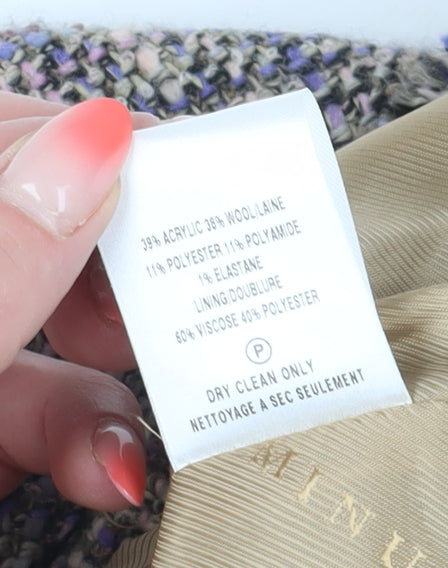 39% ACRYLIC 38% WOOL/LAINE
11% POLYESTER 11% POLYAMIDE
1% ELASTANE
LINING/DOUBLURE
60% VISCOSE 40% POLYESTER
P
DRY CLEAN ONLY
NETTOYAGE A SEC SEULEMENT
MINU